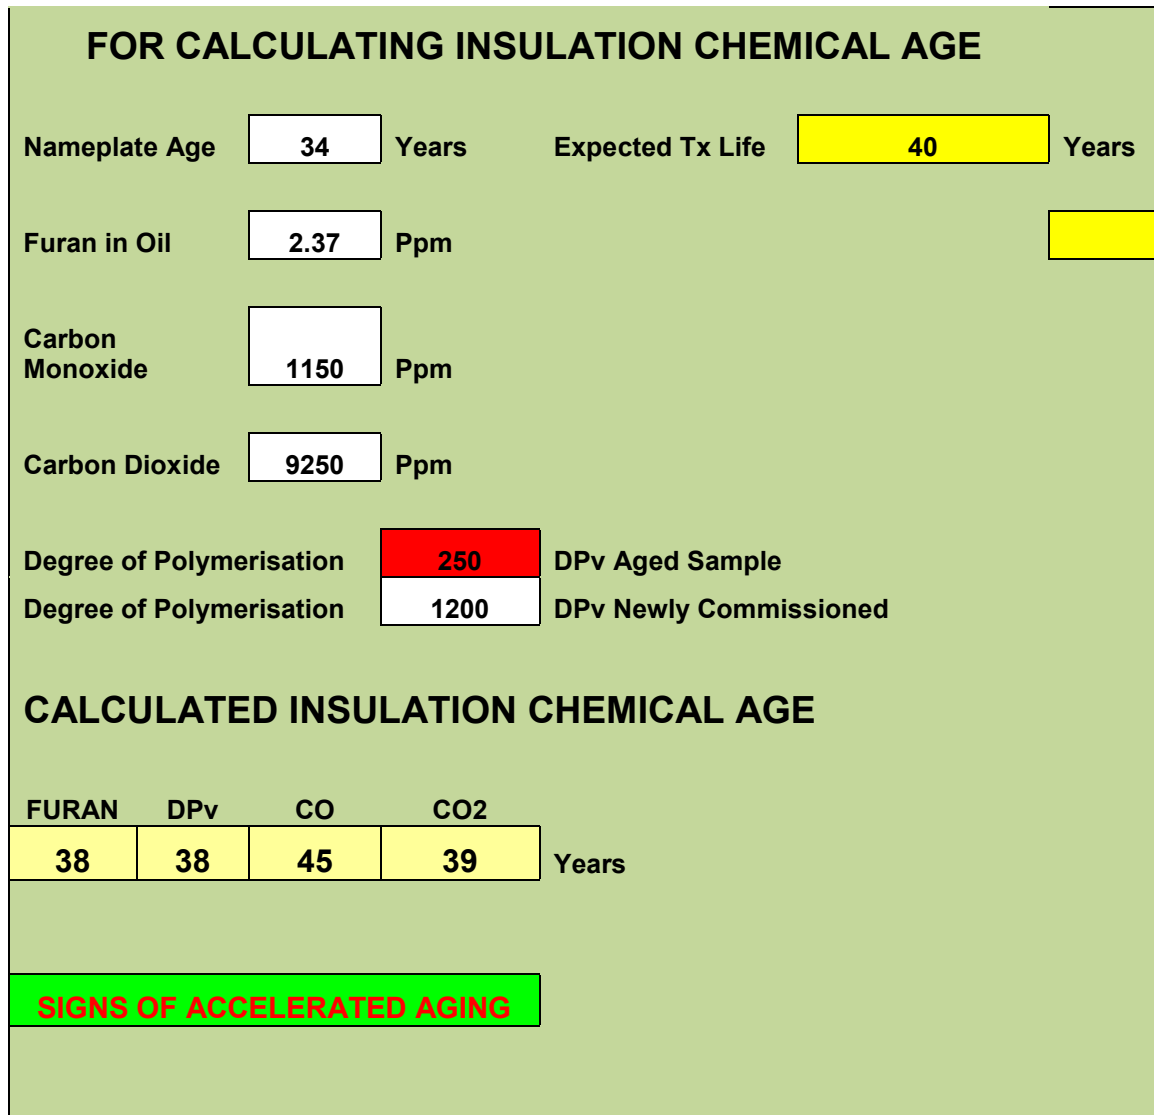 FOR CALCULATING INSULATION CHEMICAL AGE
Nameplate Age 34 Years Expected Tx Life 40 Years
Furan in Oil 2.37 Ppm
Carbon
Monoxide 1150 Ppm
Carbon Dioxide 9250 Ppm
Degree of Polymerisation 250 DPv Aged Sample
Degree of Polymerisation 1200 DPv Newly Commissioned
CALCULATED INSULATION CHEMICAL AGE
FURAN DPv CO CO2
38 38 45 39 Years
SIGNS OF ACCELERATED AGING